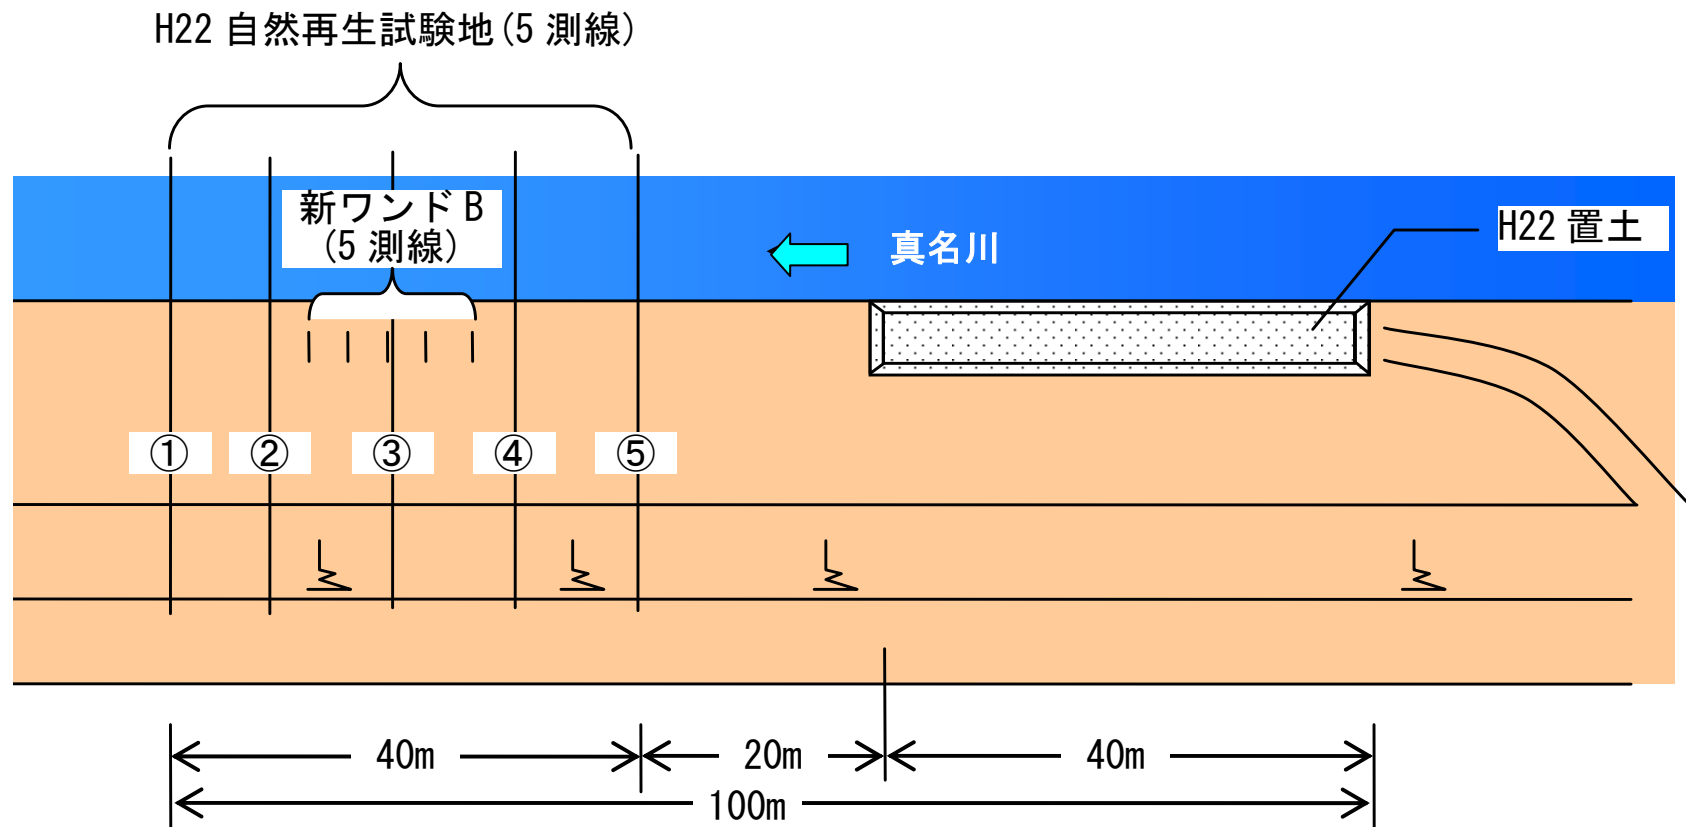 H22 自然再生試験地(5 測線)
新ワンド B
(5 測線)
真名川
H22 置土
①
②
③
④
⑤
40m
20m
40m
100m